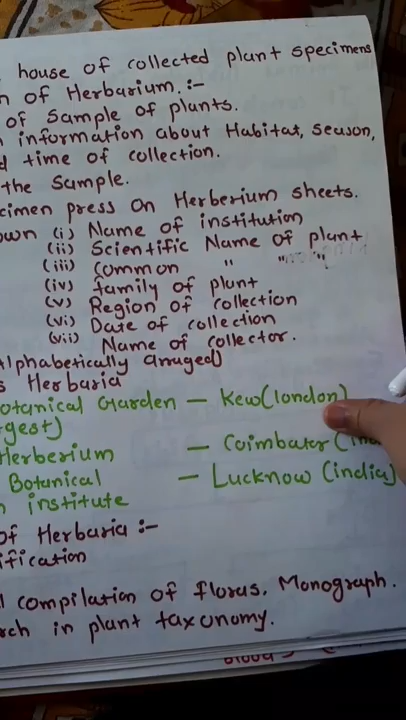 house of collected plant specimens
n of Herbarium :-
of Sample of plants.
information about Habitat, season,
d time of collection.
the Sample.
cimen press On Herberium sheets.
own (i) Name of institution
(ii) Scientific Name of plant
(iii) Common " " "
(iv) family of plant
(v) Region of collection
(vi) Date of collection
(vii) Name of collector.
Alphabetically
s Herbaria
otanical Garden – Kew(london)
gest)
Herberium – Coimbater (
Botanical – Lucknow (india)
n institute
of Herbaria :-
ification
l compilation of floras. Monograph.
rch in plant taxonomy.